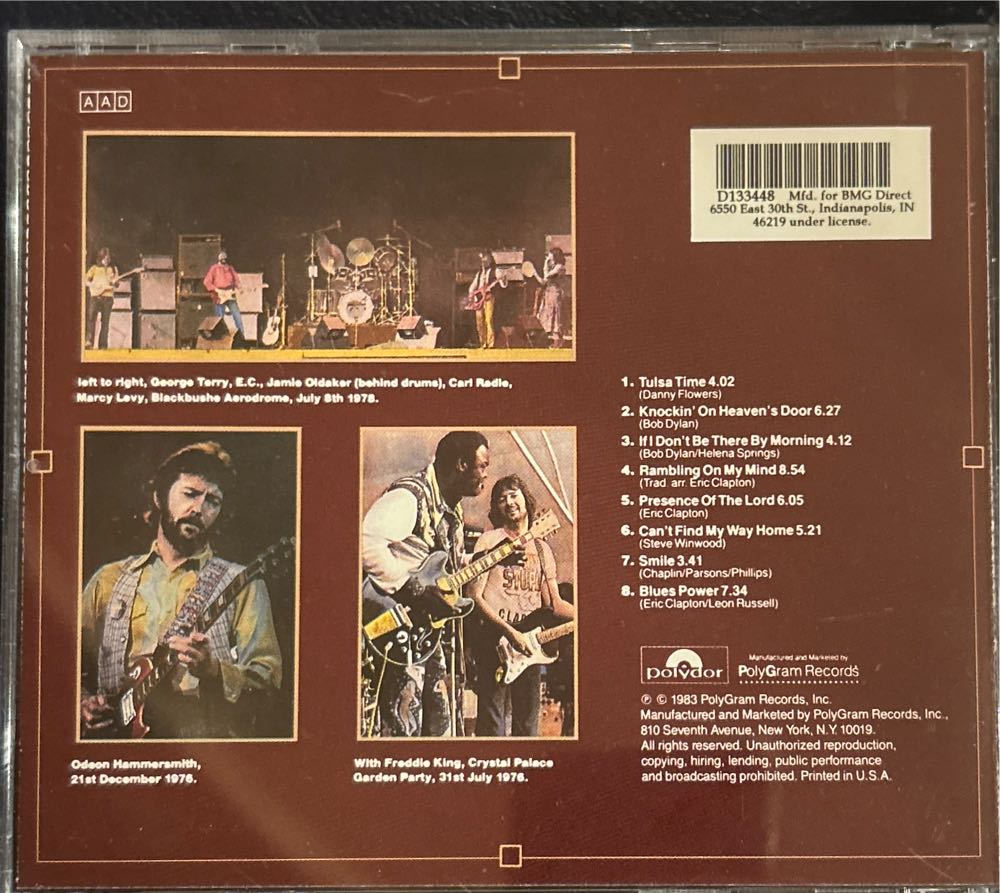 AAD
D133448 Mfd. for BMG Direct
6550 East 30th St., Indianapolis, IN
46219 under license.
left to right, George Terry, E.C., Jamie Oldaker (behind drums), Carl Radle,
Marcy Levy, Blackbushe Aerodrome, July 8th 1978.
1. Tulsa Time 4.02
(Danny Flowers)
2. Knockin' On Heaven's Door 6.27
(Bob Dylan)
3. If I Don't Be There By Morning 4.12
(Bob Dylan/Helena Springs)
4. Rambling On My Mind 8.54
(Trad. arr. Eric Clapton)
5. Presence Of The Lord 6.05
(Eric Clapton)
6. Can't Find My Way Home 5.21
(Steve Winwood)
7. Smile 3.41
(Chaplin/Parsons/Phillips)
8. Blues Power 7.34
(Eric Clapton/Leon Russell)
Odeon Hammersmith,
21st December 1976.
With Freddie King, Crystal Palace
Garden Party, 31st July 1976.
polydor
Manufactured and Marketed by
PolyGram Records
℗ © 1983 PolyGram Records, Inc.
Manufactured and Marketed by PolyGram Records, Inc.,
810 Seventh Avenue, New York, N.Y. 10019.
All rights reserved. Unauthorized reproduction,
copying, hiring, lending, public performance
and broadcasting prohibited. Printed in U.S.A.